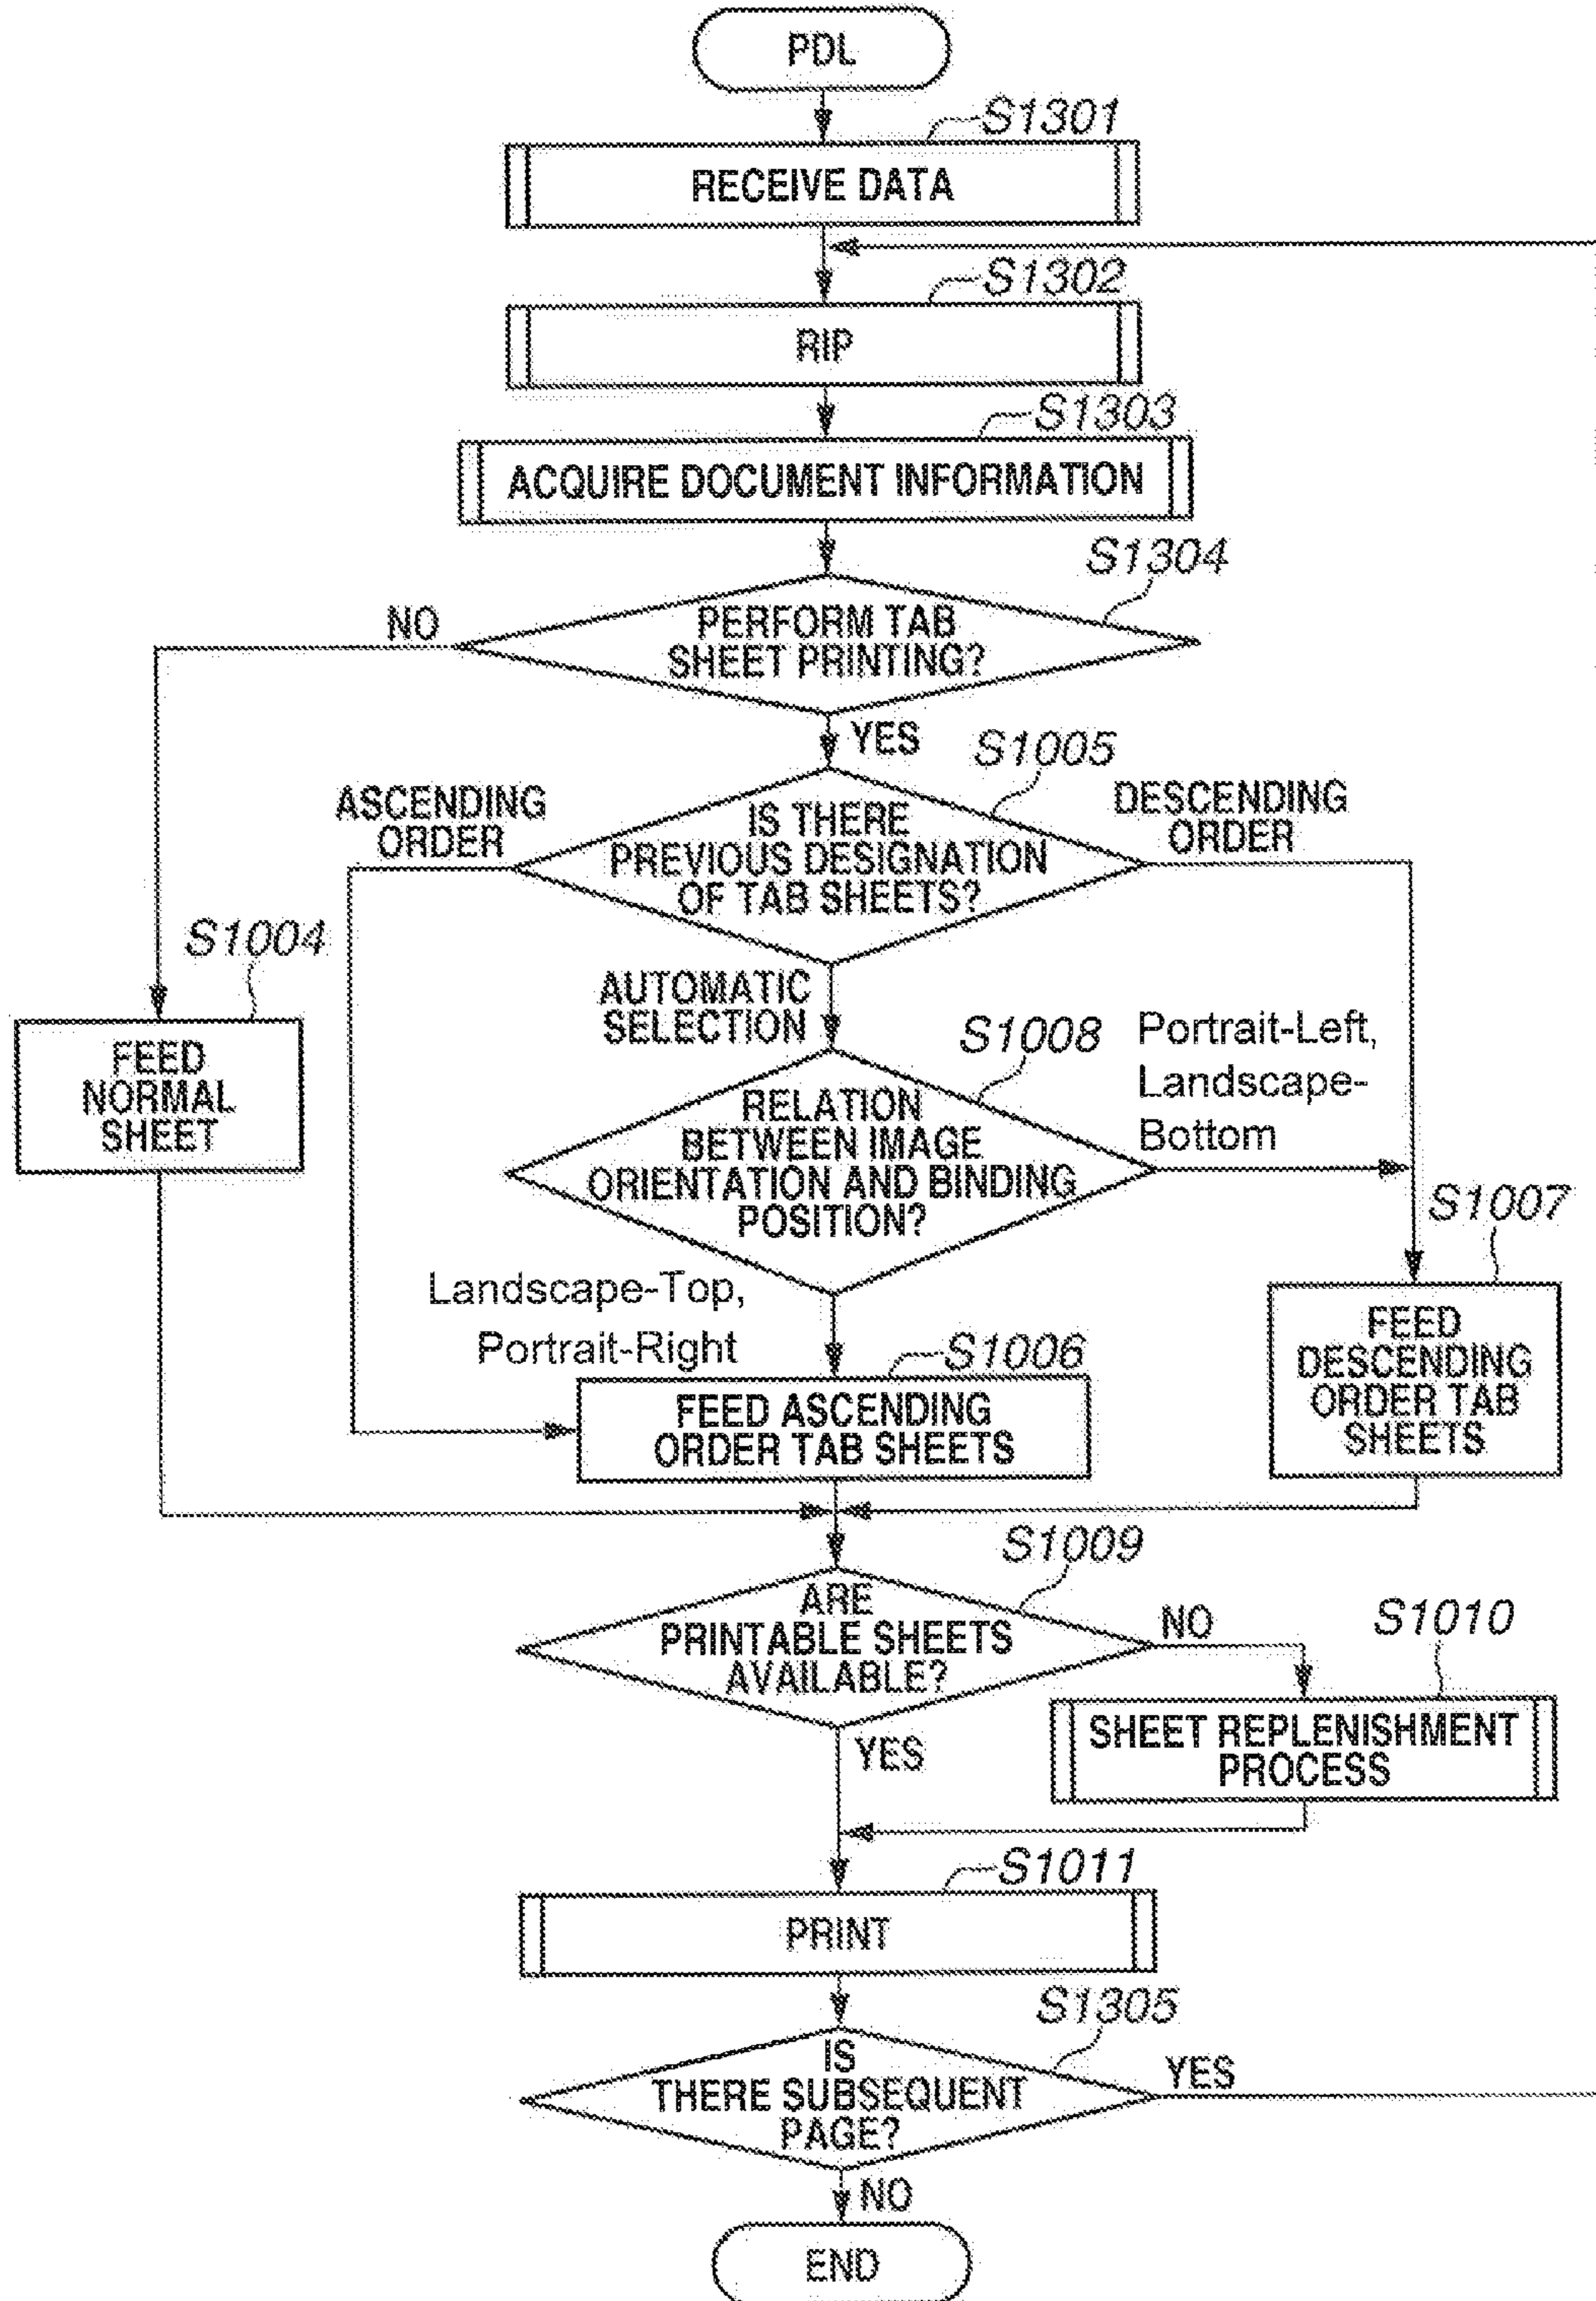 PDL
S1301
RECEIVE DATA
S1302
RIP
S1303
ACQUIRE DOCUMENT INFORMATION
S1304
PERFORM TAB
SHEET PRINTING?
NO
YES
S1005
ASCENDING
ORDER
IS THERE
PREVIOUS DESIGNATION
OF TAB SHEETS?
DESCENDING
ORDER
S1004
FEED
NORMAL
SHEET
AUTOMATIC
SELECTION
S1008
RELATION
BETWEEN IMAGE
ORIENTATION AND BINDING
POSITION?
Portrait-Left,
Landscape-
Bottom
S1007
FEED
DESCENDING
ORDER TAB
SHEETS
Landscape-Top,
Portrait-Right
S1006
FEED ASCENDING
ORDER TAB SHEETS
S1009
ARE
PRINTABLE SHEETS
AVAILABLE?
NO
S1010
SHEET REPLENISHMENT
PROCESS
YES
S1011
PRINT
S1305
IS
THERE SUBSEQUENT
PAGE?
YES
NO
END